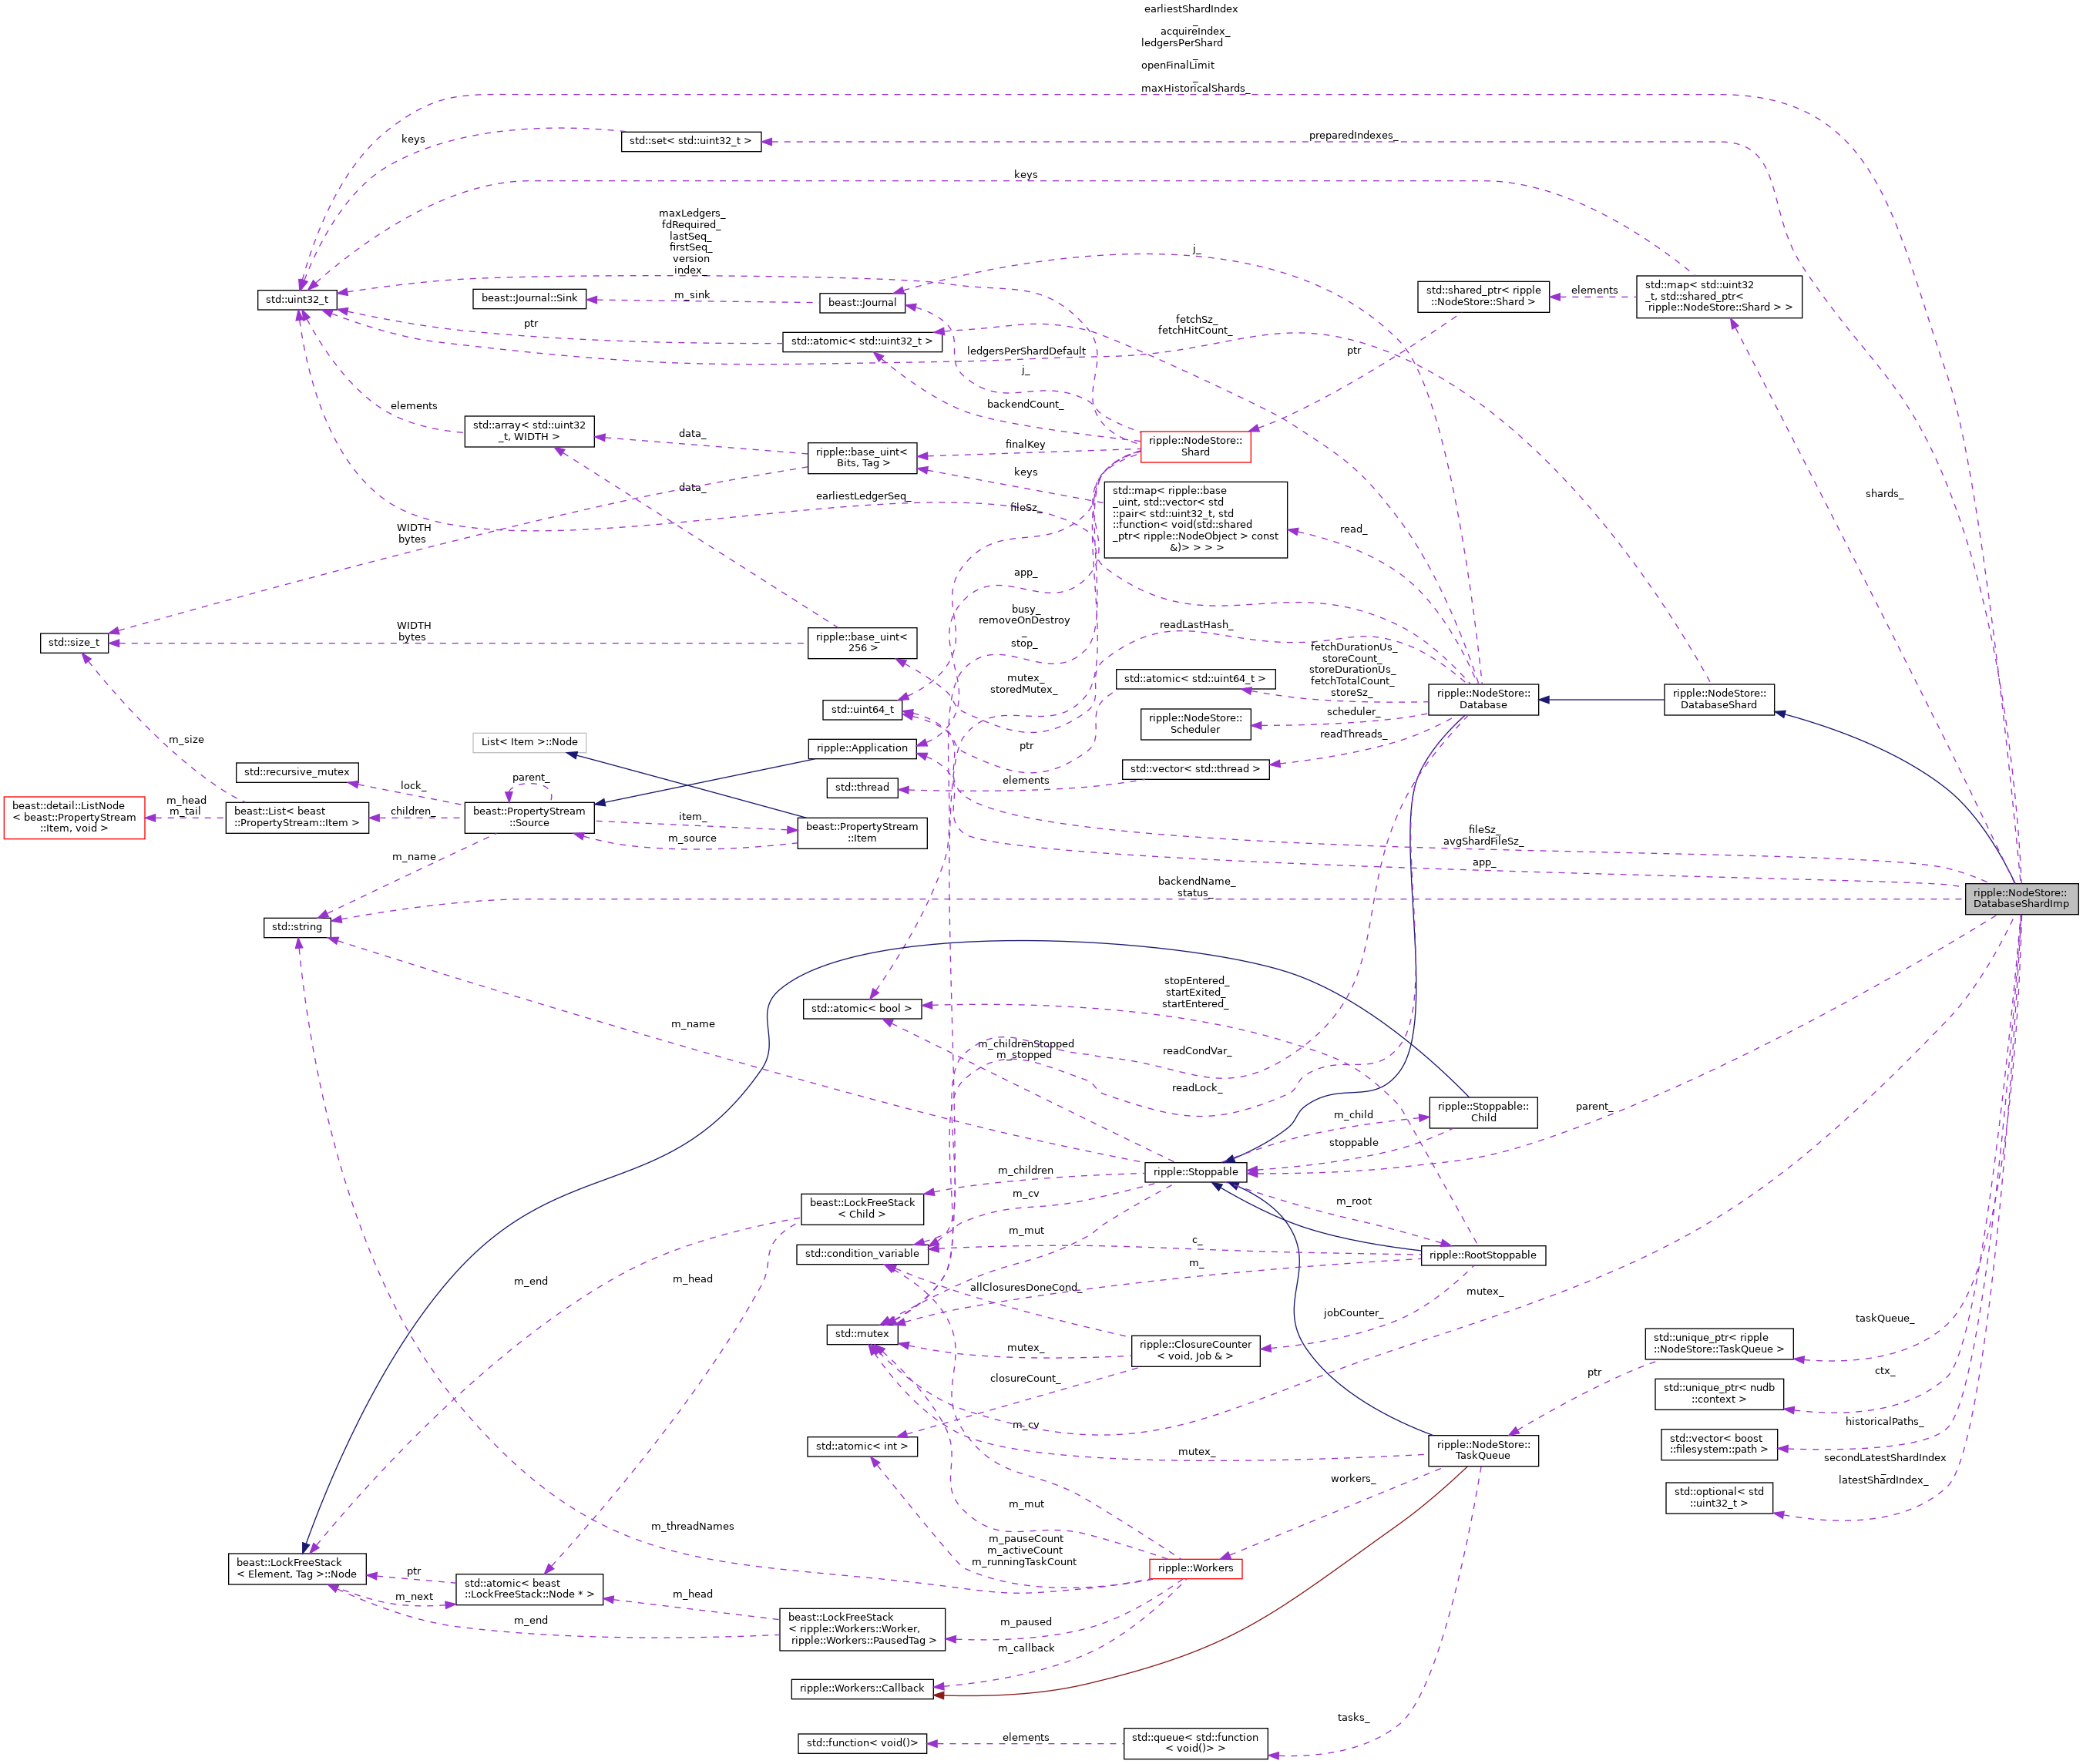 earliestShardIndex
_
acquireIndex_
ledgersPerShard
_
openFinalLimit
_
maxHistoricalShards_
keys
std::set< std::uint32_t >
preparedIndexes_
keys
maxLedgers_
fdRequired_
lastSeq_
firstSeq_
version
index_
j_
std::uint32_t
beast::Journal::Sink
m_sink
beast::Journal
std::shared_ptr< ripple
::NodeStore::Shard >
elements
std::map< std::uint32
_t, std::shared_ptr<
ripple::NodeStore::Shard > >
ptr
std::atomic< std::uint32_t >
fetchSz_
fetchHitCount_
ledgersPerShardDefault
j_
ptr
elements
backendCount_
std::array< std::uint32
_t, WIDTH >
data_
ripple::base_uint<
Bits, Tag >
finalKey
ripple::NodeStore::
Shard
keys
std::map< ripple::base
_uint, std::vector< std
::pair< std::uint32_t, std
::function< void(std::shared
_ptr< ripple::NodeObject > const
&)> > > >
shards_
data_
earliestLedgerSeq_
fileSz_
read_
WIDTH
bytes
app_
std::size_t
WIDTH
bytes
ripple::base_uint<
256 >
busy_
removeOnDestroy
_
stop_
readLastHash_
fetchDurationUs_
storeCount_
storeDurationUs_
fetchTotalCount_
storeSz_
mutex_
storedMutex_
std::atomic< std::uint64_t >
ripple::NodeStore::
Database
ripple::NodeStore::
DatabaseShard
std::uint64_t
ripple::NodeStore::
Scheduler
scheduler_
readThreads_
m_size
List< Item >::Node
ripple::Application
ptr
std::recursive_mutex
lock_
parent_
std::thread
elements
std::vector< std::thread >
beast::detail::ListNode
< beast::PropertyStream
::Item, void >
m_head
m_tail
beast::List< beast
::PropertyStream::Item >
children_
beast::PropertyStream
::Source
item_
m_source
beast::PropertyStream
::Item
fileSz_
avgShardFileSz_
m_name
app_
backendName_
status_
ripple::NodeStore::
DatabaseShardImp
std::string
stopEntered_
startExited_
startEntered_
std::atomic< bool >
m_name
m_childrenStopped
m_stopped
readCondVar_
readLock_
parent_
ripple::Stoppable::
Child
m_child
stoppable
ripple::Stoppable
m_children
m_cv
m_root
beast::LockFreeStack
< Child >
m_mut
c_
m_
std::condition_variable
ripple::RootStoppable
m_end
m_head
allClosuresDoneCond_
mutex_
jobCounter_
std::mutex
mutex_
ripple::ClosureCounter
< void, Job & >
taskQueue_
std::unique_ptr< ripple
::NodeStore::TaskQueue >
closureCount_
ptr
ctx_
std::unique_ptr< nudb
::context >
m_cv
historicalPaths_
std::atomic< int >
mutex_
ripple::NodeStore::
TaskQueue
std::vector< boost
::filesystem::path >
workers_
secondLatestShardIndex
_
latestShardIndex_
std::optional< std
::uint32_t >
m_mut
m_threadNames
m_pauseCount
m_activeCount
m_runningTaskCount
ripple::Workers
beast::LockFreeStack
< Element, Tag >::Node
ptr
m_next
std::atomic< beast
::LockFreeStack::Node * >
m_head
m_end
beast::LockFreeStack
< ripple::Workers::Worker,
ripple::Workers::PausedTag >
m_paused
m_callback
ripple::Workers::Callback
tasks_
std::function< void()>
elements
std::queue< std::function
< void()> >